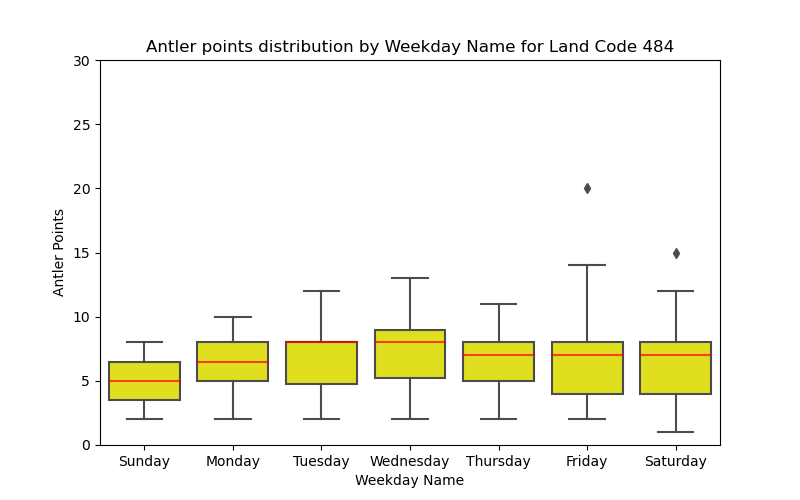 Antler points distribution by Weekday Name for Land Code 484
30
25
20
15
10
5
0
Antler Points
Sunday Monday Tuesday Wednesday Thursday Friday Saturday
Weekday Name